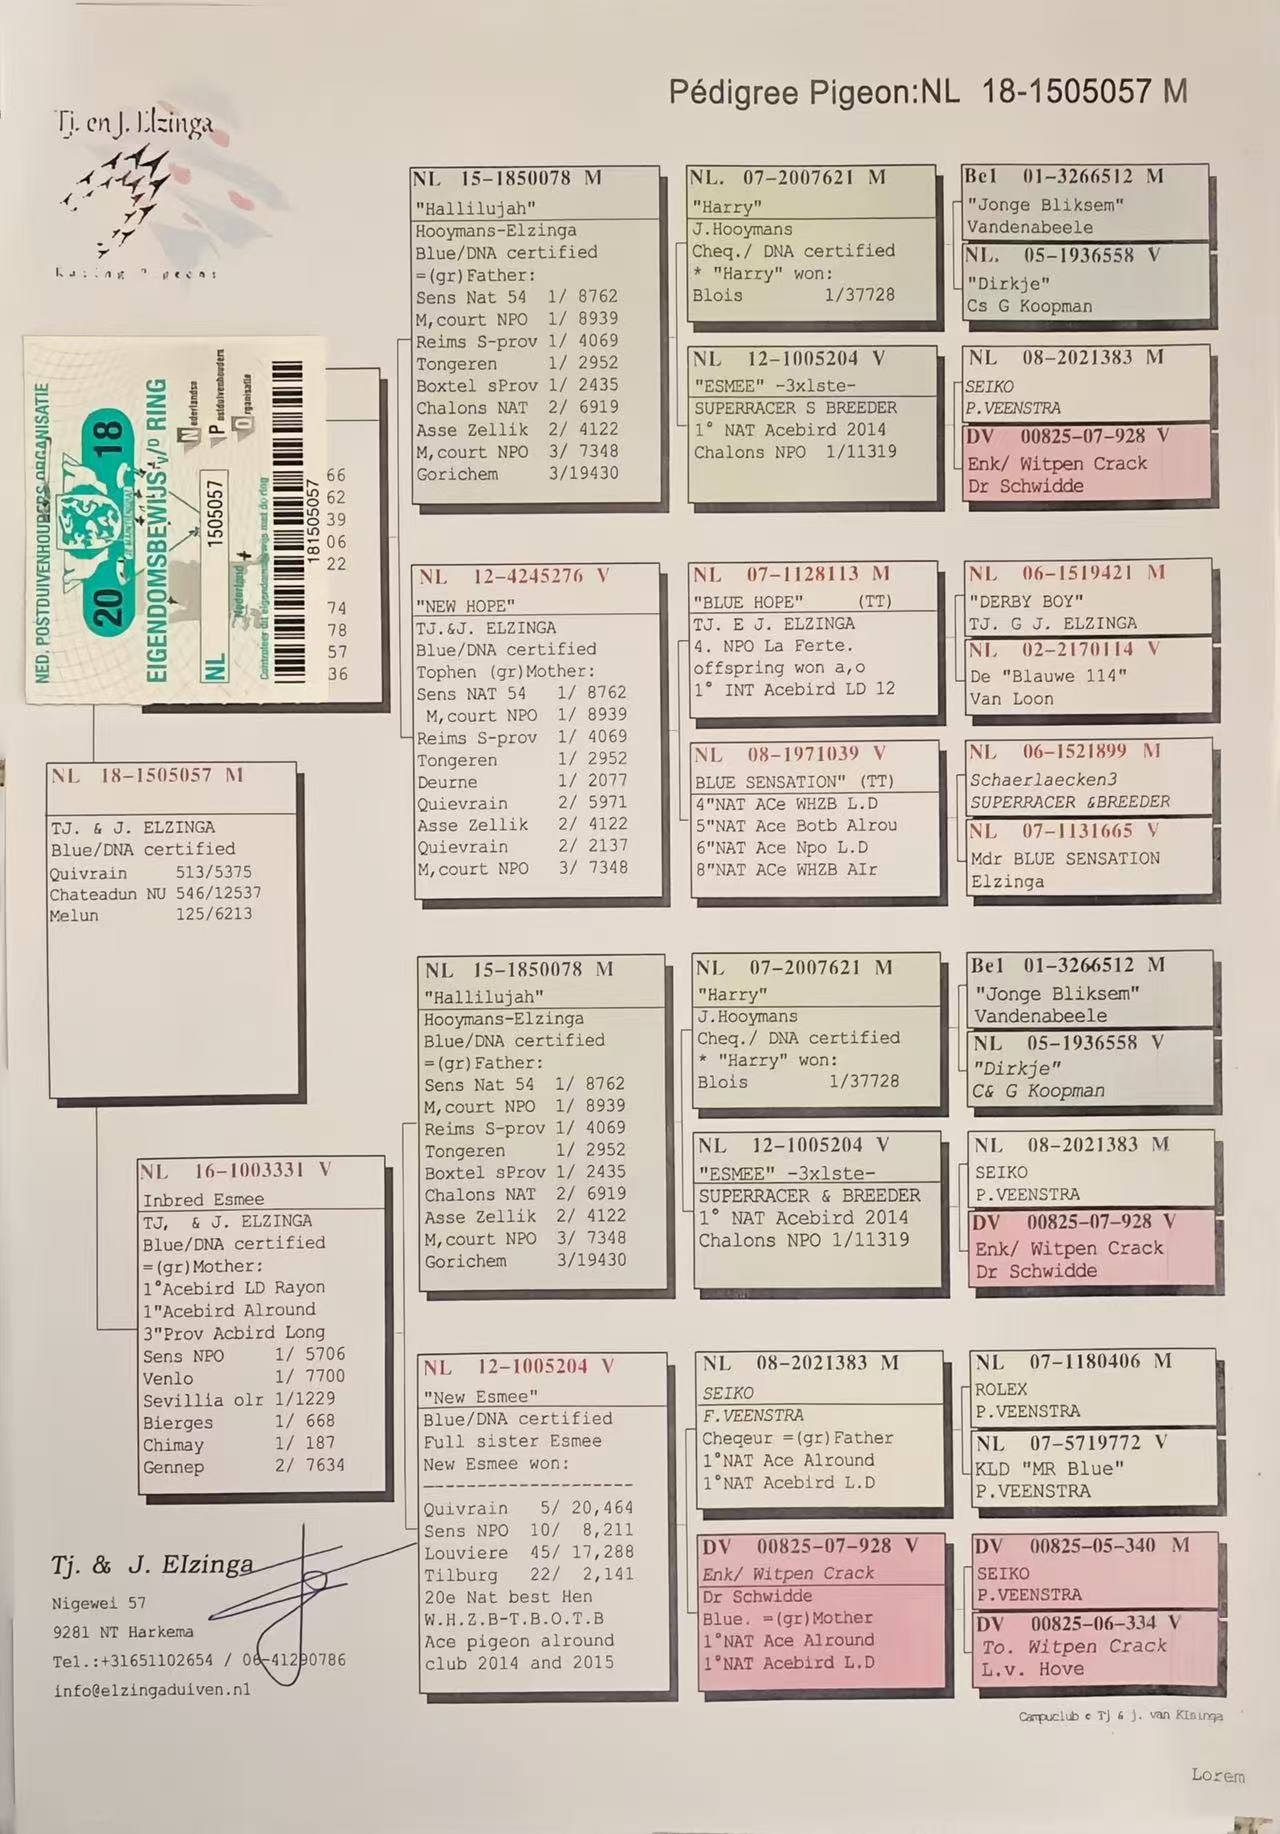 Pédigree Pigeon:NL 18-1505057 M
Tj. en J. Elzinga
NED. POSTDUIVENHOUDERS ORGANISATIE
20 18
EIGENDOMSBEWIJS v/º RING
NL 1505057
Nederland
Nederlandse
Postduivenhouders
Organisatie
Controleer dit eigendomsbewijs met de ring
181505057
66
62
39
06
22
74
78
57
36
NL 18-1505057 M
TJ. & J. ELZINGA
Blue/DNA certified
Quivrain 513/5375
Chateadun NU 546/12537
Melun 125/6213
NL 16-1003331 V
Inbred Esmee
TJ, & J. ELZINGA
Blue/DNA certified
=(gr)Mother:
1°Acebird LD Rayon
1"Acebird Alround
3"Prov Acbird Long
Sens NPO 1/ 5706
Venlo 1/ 7700
Sevillia olr 1/1229
Bierges 1/ 668
Chimay 1/ 187
Gennep 2/ 7634
NL 15-1850078 M
"Hallilujah"
Hooymans-Elzinga
Blue/DNA certified
=(gr)Father:
Sens Nat 54 1/ 8762
M,court NPO 1/ 8939
Reims S-prov 1/ 4069
Tongeren 1/ 2952
Boxtel sProv 1/ 2435
Chalons NAT 2/ 6919
Asse Zellik 2/ 4122
M,court NPO 3/ 7348
Gorichem 3/19430
NL 12-4245276 V
"NEW HOPE"
TJ.&J. ELZINGA
Blue/DNA certified
Tophen (gr)Mother:
Sens NAT 54 1/ 8762
M,court NPO 1/ 8939
Reims S-prov 1/ 4069
Tongeren 1/ 2952
Deurne 1/ 2077
Quievrain 2/ 5971
Asse Zellik 2/ 4122
Quievrain 2/ 2137
M,court NPO 3/ 7348
NL 15-1850078 M
"Hallilujah"
Hooymans-Elzinga
Blue/DNA certified
=(gr)Father:
Sens Nat 54 1/ 8762
M,court NPO 1/ 8939
Reims S-prov 1/ 4069
Tongeren 1/ 2952
Boxtel sProv 1/ 2435
Chalons NAT 2/ 6919
Asse Zellik 2/ 4122
M,court NPO 3/ 7348
Gorichem 3/19430
NL 12-1005204 V
"New Esmee"
Blue/DNA certified
Full sister Esmee
New Esmee won:
--------------------
Quivrain 5/ 20,464
Sens NPO 10/ 8,211
Louviere 45/ 17,288
Tilburg 22/ 2,141
20e Nat best Hen
W.H.Z.B-T.B.O.T.B
Ace pigeon alround
club 2014 and 2015
NL. 07-2007621 M
"Harry"
J.Hooymans
Cheq./ DNA certified
* "Harry" won:
Blois 1/37728
NL 12-1005204 V
"ESMEE" -3xlste-
SUPERRACER S BREEDER
1° NAT Acebird 2014
Chalons NPO 1/11319
NL 07-1128113 M
"BLUE HOPE" (TT)
TJ. E J. ELZINGA
4. NPO La Ferte.
offspring won a,o
1° INT Acebird LD 12
NL 08-1971039 V
BLUE SENSATION" (TT)
4"NAT ACe WHZB L.D
5"NAT Ace Botb Alrou
6"NAT Ace Npo L.D
8"NAT ACe WHZB AIr
NL 07-2007621 M
"Harry"
J.Hooymans
Cheq./ DNA certified
* "Harry" won:
Blois 1/37728
NL 12-1005204 V
"ESMEE" -3xlste-
SUPERRACER & BREEDER
1° NAT Acebird 2014
Chalons NPO 1/11319
NL 08-2021383 M
SEIKO
F.VEENSTRA
Cheqeur =(gr)Father
1°NAT Ace Alround
1°NAT Acebird L.D
DV 00825-07-928 V
Enk/ Witpen Crack
Dr Schwidde
Blue. =(gr)Mother
1°NAT Ace Alround
1°NAT Acebird L.D
Bel 01-3266512 M
"Jonge Bliksem"
Vandenabeele
NL. 05-1936558 V
"Dirkje"
Cs G Koopman
NL 08-2021383 M
SEIKO
P.VEENSTRA
DV 00825-07-928 V
Enk/ Witpen Crack
Dr Schwidde
NL 06-1519421 M
"DERBY BOY"
TJ. G J. ELZINGA
NL 02-2170114 V
De "Blauwe 114"
Van Loon
NL 06-1521899 M
Schaerlaecken3
SUPERRACER &BREEDER
NL 07-1131665 V
Mdr BLUE SENSATION
Elzinga
Bel 01-3266512 M
"Jonge Bliksem"
Vandenabeele
NL 05-1936558 V
"Dirkje"
C& G Koopman
NL 08-2021383 M
SEIKO
P.VEENSTRA
DV 00825-07-928 V
Enk/ Witpen Crack
Dr Schwidde
NL 07-1180406 M
ROLEX
P.VEENSTRA
NL 07-5719772 V
KLD "MR Blue"
P.VEENSTRA
DV 00825-05-340 M
SEIKO
P.VEENSTRA
DV 00825-06-334 V
To. Witpen Crack
L.v. Hove
Tj. & J. Elzinga
Nigewei 57
9281 NT Harkema
Tel.:+31651102654 / 06-41290786
info@elzingaduiven.nl
Campuclub c Tj & j. van
Lorem